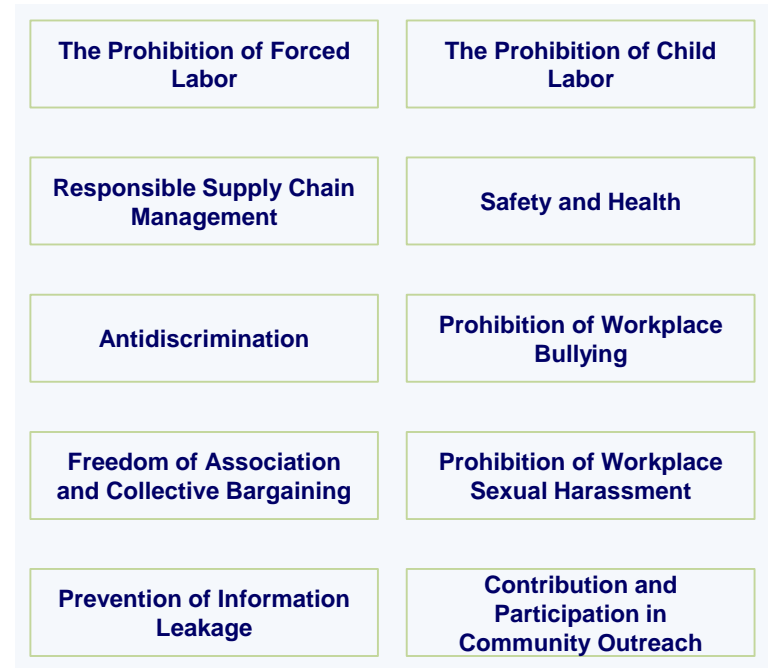 The Prohibition of Forced
Labor
The Prohibition of Child
Labor
Responsible Supply Chain
Management
Safety and Health
Antidiscrimination
Prohibition of Workplace
Bullying
Freedom of Association
and Collective Bargaining
Prohibition of Workplace
Sexual Harassment
Prevention of Information
Leakage
Contribution and
Participation in
Community Outreach